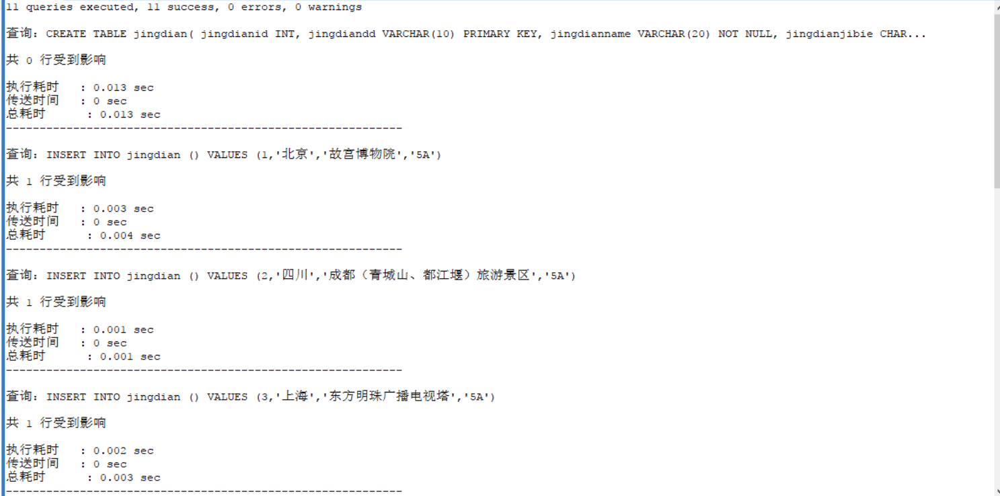 11 queries executed, 11 success, 0 errors, 0 warnings
查询: CREATE TABLE jingdian( jingdianid INT, jingdiandd VARCHAR(10) PRIMARY KEY, jingdianname VARCHAR(20) NOT NULL, jingdianjibie CHAR...
共 0 行受到影响
执行耗时 : 0.013 sec
传送时间 : 0 sec
总耗时 : 0.013 sec
-----------------------------------------------------------
查询: INSERT INTO jingdian () VALUES (1,'北京','故宫博物院','5A')
共 1 行受到影响
执行耗时 : 0.003 sec
传送时间 : 0 sec
总耗时 : 0.004 sec
-----------------------------------------------------------
查询: INSERT INTO jingdian () VALUES (2,'四川','成都（青城山、都江堰）旅游景区','5A')
共 1 行受到影响
执行耗时 : 0.001 sec
传送时间 : 0 sec
总耗时 : 0.001 sec
-----------------------------------------------------------
查询: INSERT INTO jingdian () VALUES (3,'上海','东方明珠广播电视塔','5A')
共 1 行受到影响
执行耗时 : 0.002 sec
传送时间 : 0 sec
总耗时 : 0.003 sec
-----------------------------------------------------------